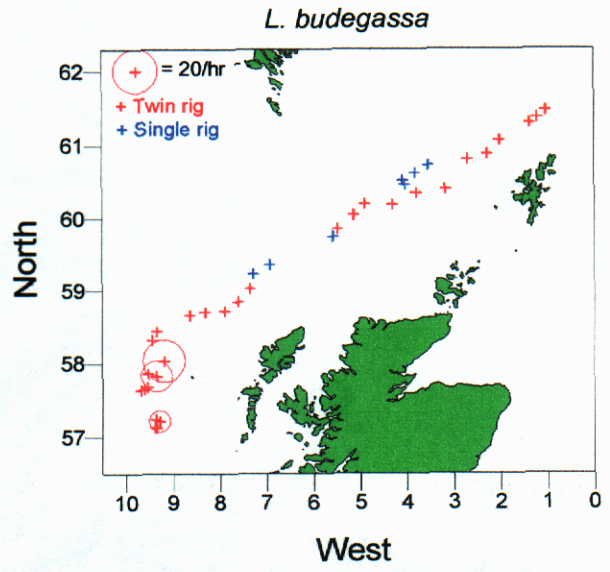 L. budegassa
62
61
60
59
58
57
North
= 20/hr
+ Twin rig
+ Single rig
10 9 8 7 6 5 4 3 2 1 0
West